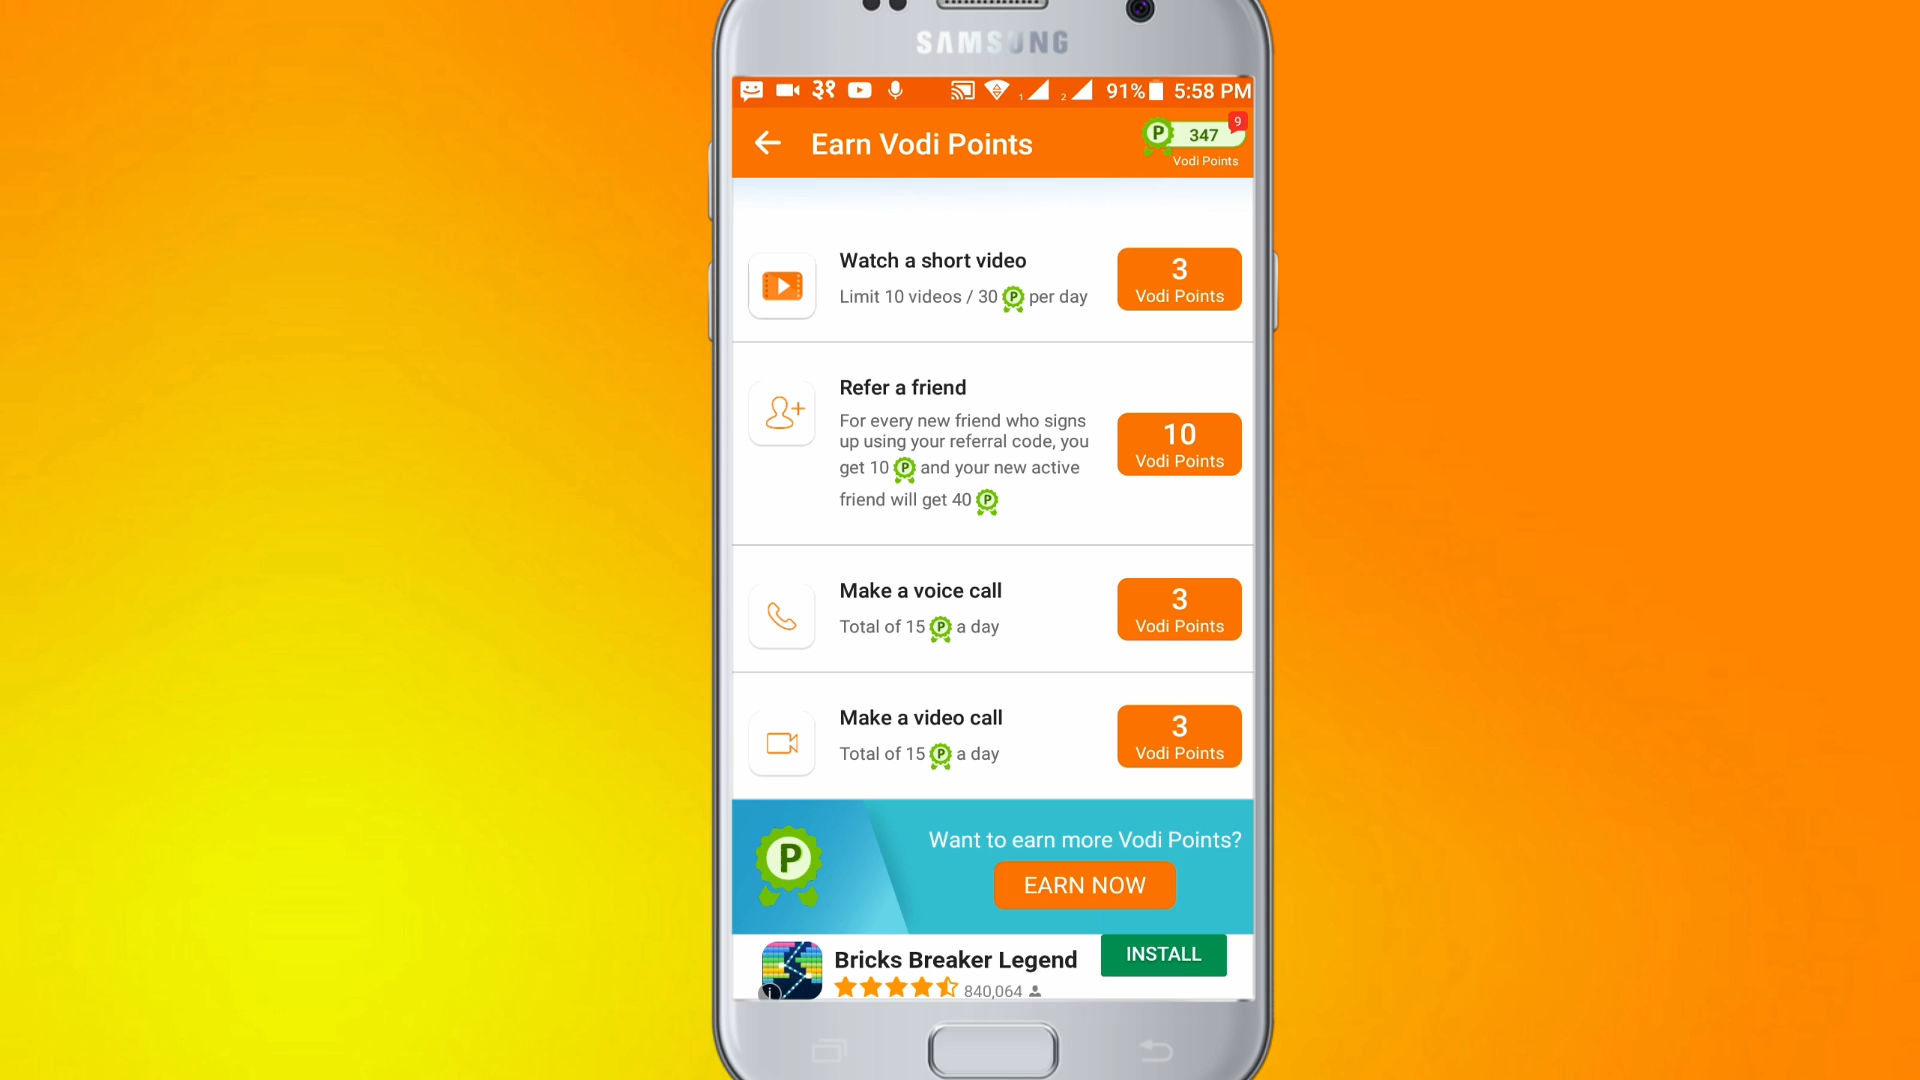 SAMSUNG
३१ 1 2 91% 5:58 PM
Earn Vodi Points
P 347 9
Vodi Points
Watch a short video
Limit 10 videos / 30 P per day
3
Vodi Points
Refer a friend
For every new friend who signs
up using your referral code, you
get 10 P and your new active
friend will get 40 P
10
Vodi Points
Make a voice call
Total of 15 P a day
3
Vodi Points
Make a video call
Total of 15 P a day
3
Vodi Points
P
Want to earn more Vodi Points?
EARN NOW
Bricks Breaker Legend
INSTALL
840,064